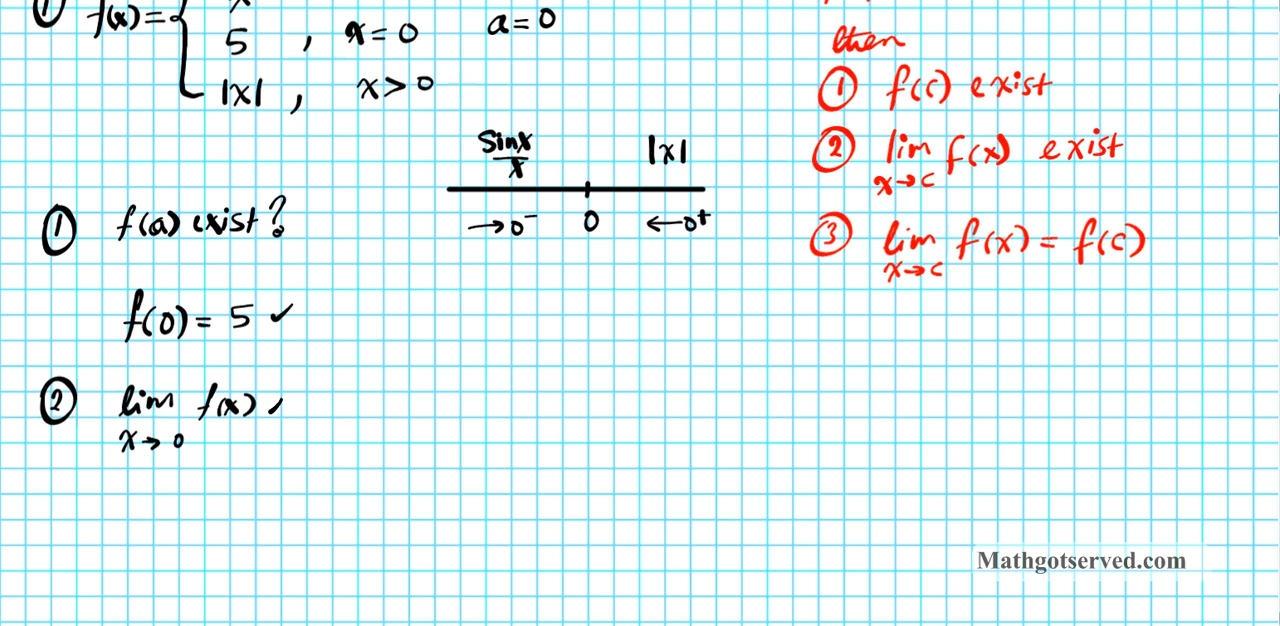 ① f(x) = {
5 , x = 0 a = 0
|x| , x > 0
sinx/x |x|
→0⁻ 0 ←0⁺
① f(a) exist?
f(0) = 5 ✓
② lim f(x)
x→0
then
① f(c) exist
② lim f(x) exist
x→c
③ lim f(x) = f(c)
x→c
Mathgotserved.com